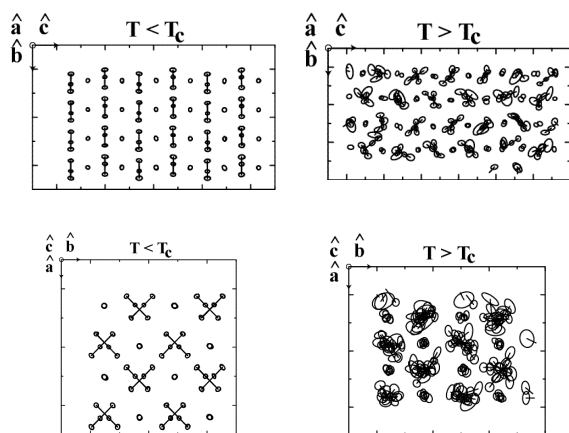 â ĉ T < Tc
b̂
â ĉ T > Tc
b̂
ĉ b̂ T < Tc
â
ĉ b̂ T > Tc
â